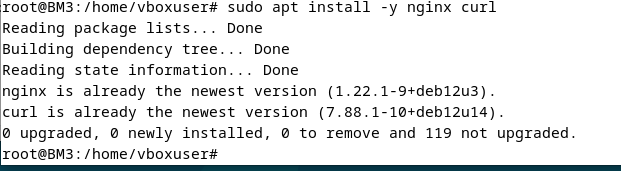 root@BM3:/home/vboxuser# sudo apt install -y nginx curl
Reading package lists... Done
Building dependency tree... Done
Reading state information... Done
nginx is already the newest version (1.22.1-9+deb12u3).
curl is already the newest version (7.88.1-10+deb12u14).
0 upgraded, 0 newly installed, 0 to remove and 119 not upgraded.
root@BM3:/home/vboxuser#